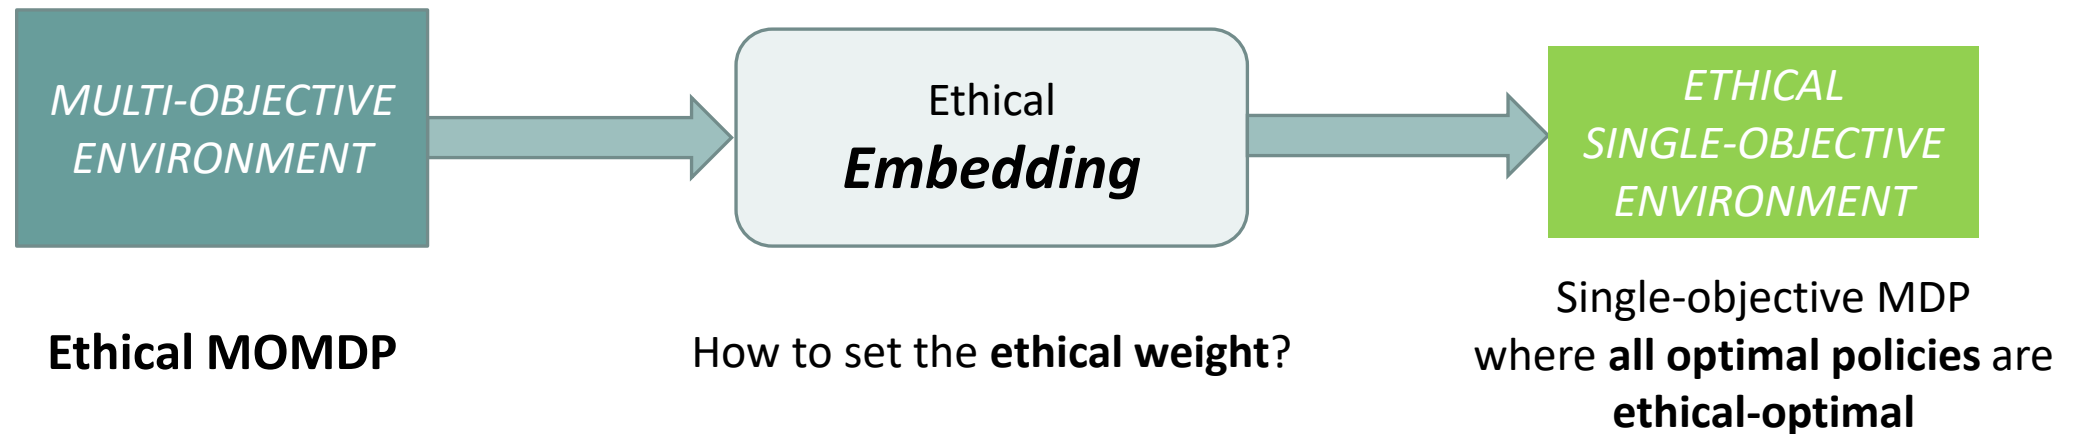 MULTI-OBJECTIVE
ENVIRONMENT
Ethical MOMDP
Ethical
Embedding
How to set the ethical weight?
ETHICAL
SINGLE-OBJECTIVE
ENVIRONMENT
Single-objective MDP
where all optimal policies are
ethical-optimal